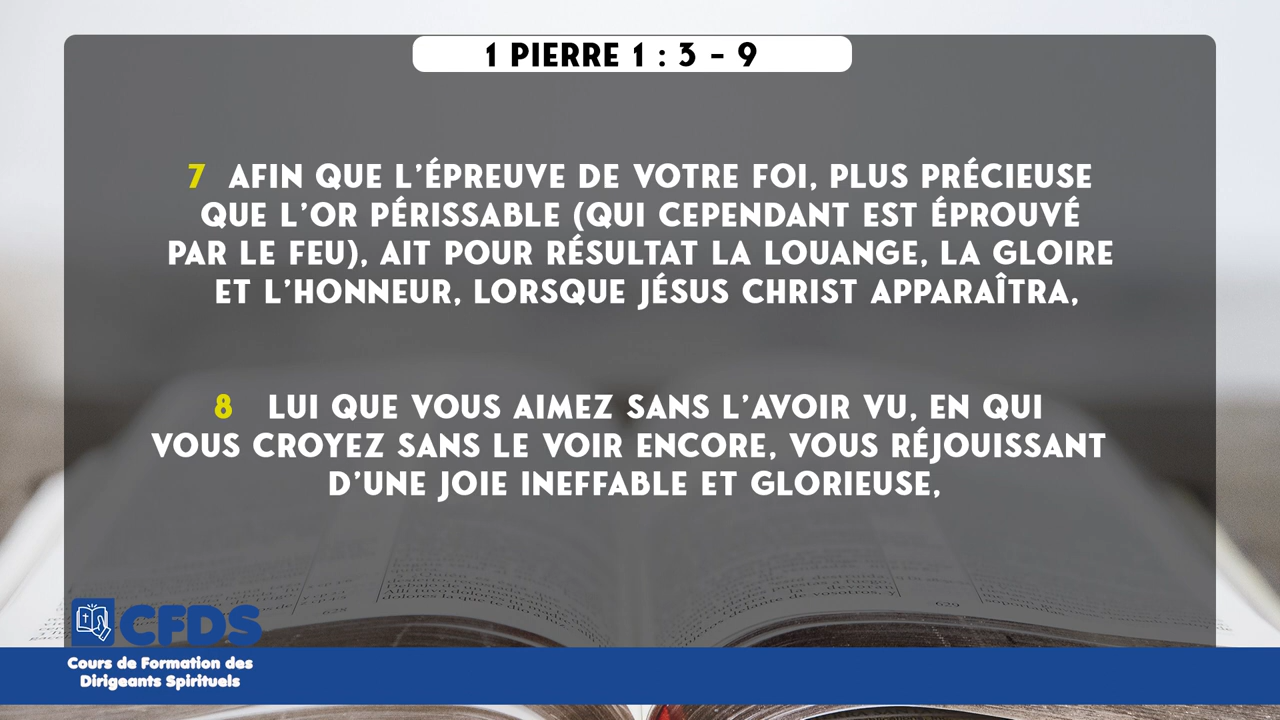 1 PIERRE 1 : 3 - 9
7 AFIN QUE L'ÉPREUVE DE VOTRE FOI, PLUS PRÉCIEUSE
QUE L'OR PÉRISSABLE (QUI CEPENDANT EST ÉPROUVÉ
PAR LE FEU), AIT POUR RÉSULTAT LA LOUANGE, LA GLOIRE
ET L'HONNEUR, LORSQUE JÉSUS CHRIST APPARAÎTRA,
8 LUI QUE VOUS AIMEZ SANS L'AVOIR VU, EN QUI
VOUS CROYEZ SANS LE VOIR ENCORE, VOUS RÉJOUISSANT
D'UNE JOIE INEFFABLE ET GLORIEUSE,
628
629
CFDS
Cours de Formation des
Dirigeants Spirituels